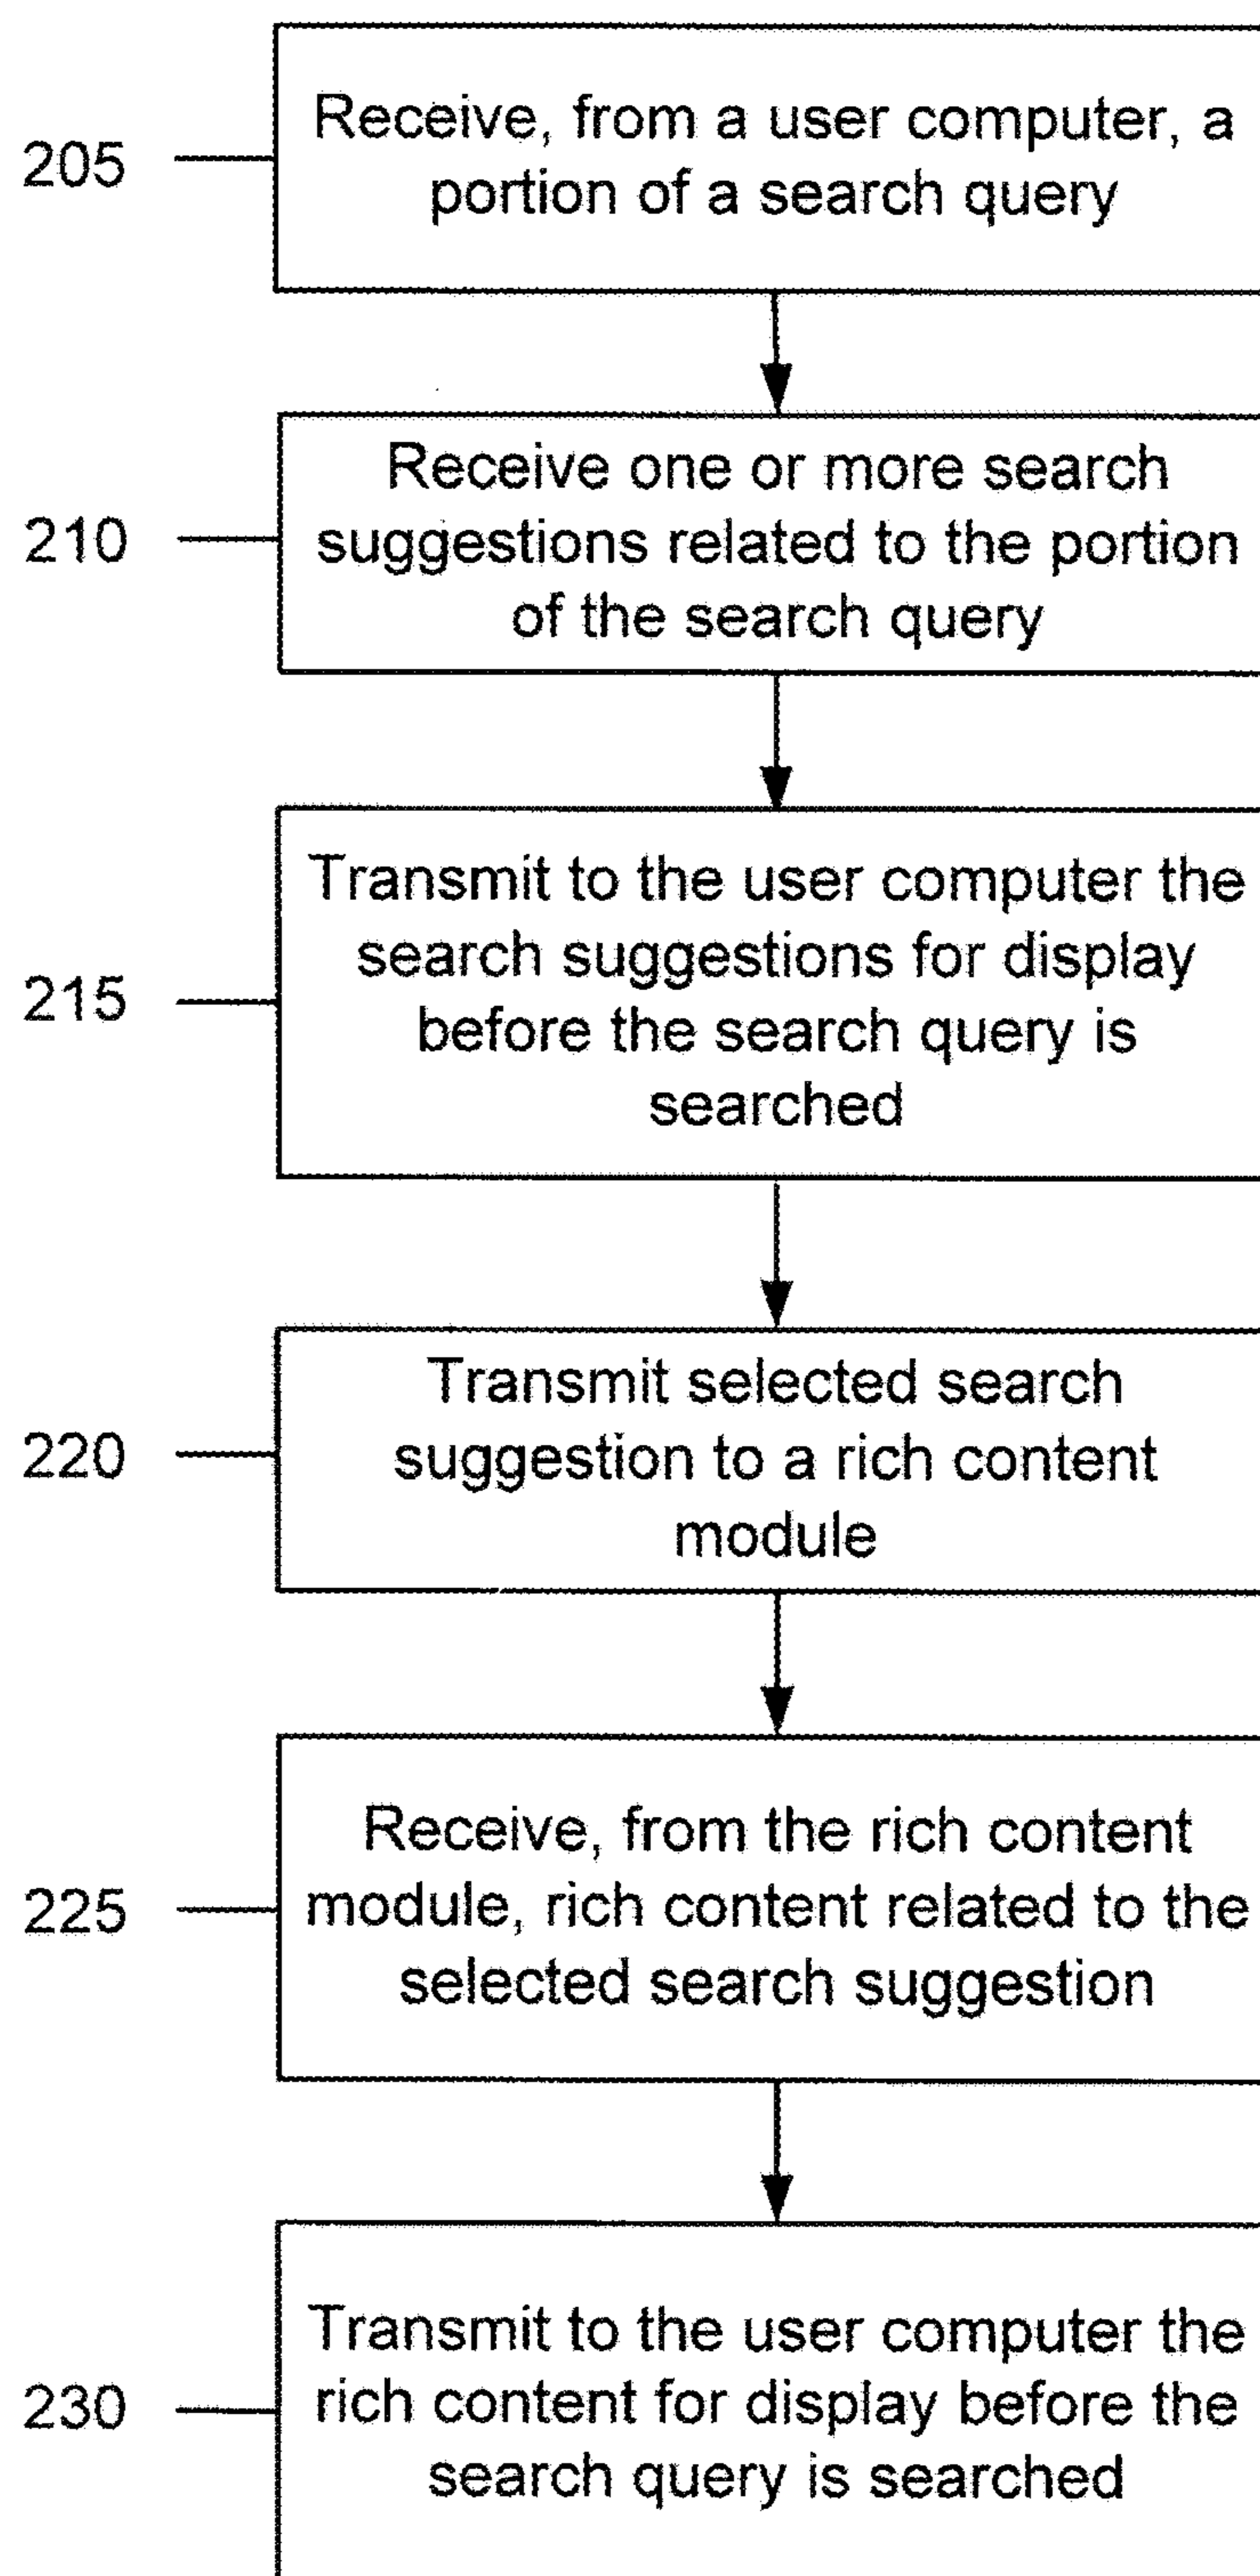 205
Receive, from a user computer, a
portion of a search query
210
Receive one or more search
suggestions related to the portion
of the search query
215
Transmit to the user computer the
search suggestions for display
before the search query is
searched
220
Transmit selected search
suggestion to a rich content
module
225
Receive, from the rich content
module, rich content related to the
selected search suggestion
230
Transmit to the user computer the
rich content for display before the
search query is searched